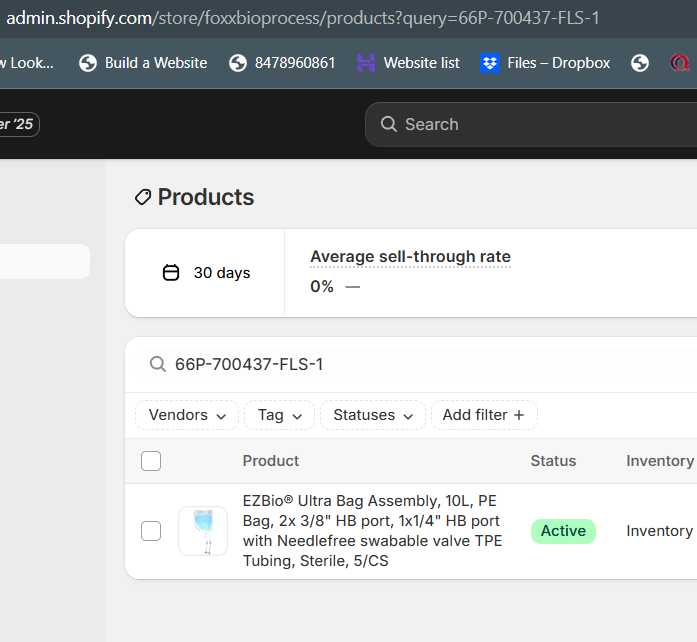 admin.shopify.com/store/foxxbioprocess/products?query=66P-700437-FLS-1
w Look... Build a Website 8478960861 Website list Files – Dropbox
er '25 Search
Products
30 days
Average sell-through rate
0% —
66P-700437-FLS-1
Vendors Tag Statuses Add filter +
Product Status Inventory
EZBio® Ultra Bag Assembly, 10L, PE
Bag, 2x 3/8" HB port, 1x1/4" HB port
with Needlefree swabable valve TPE
Tubing, Sterile, 5/CS
Active
Inventory